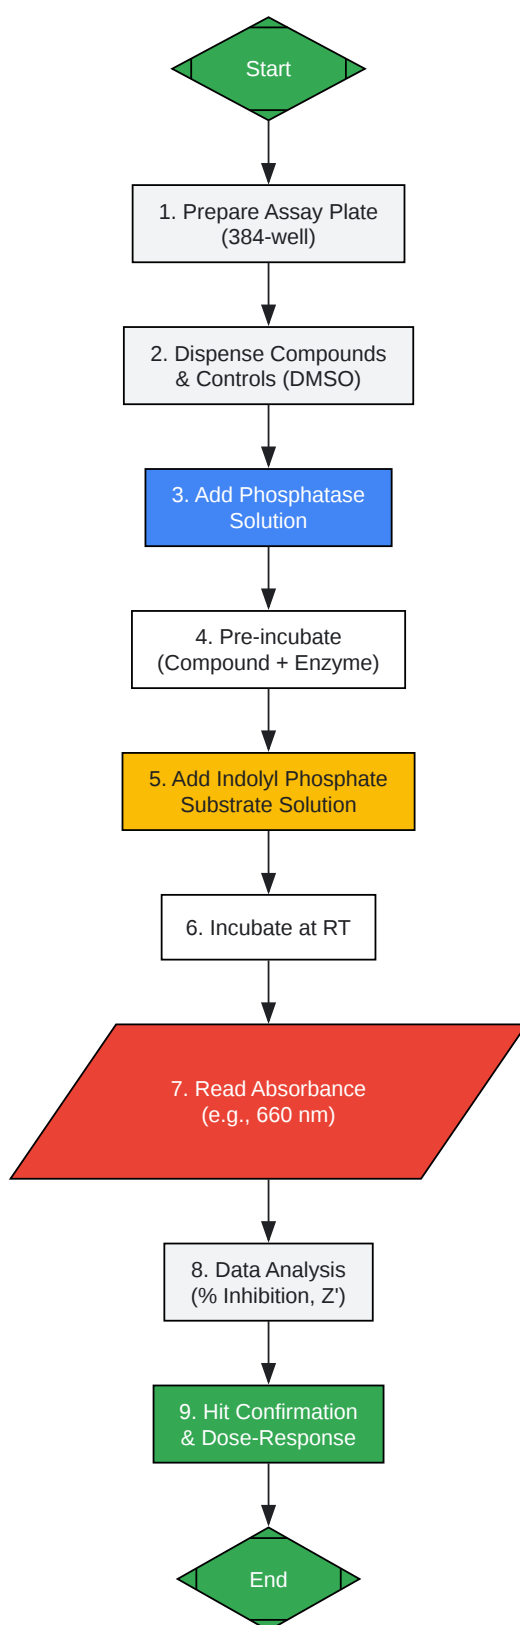 Start
1. Prepare Assay Plate
(384-well)
2. Dispense Compounds
& Controls (DMSO)
3. Add Phosphatase
Solution
4. Pre-incubate
(Compound + Enzyme)
5. Add Indolyl Phosphate
Substrate Solution
6. Incubate at RT
7. Read Absorbance
(e.g., 660 nm)
8. Data Analysis
(% Inhibition, Z')
9. Hit Confirmation
& Dose-Response
End